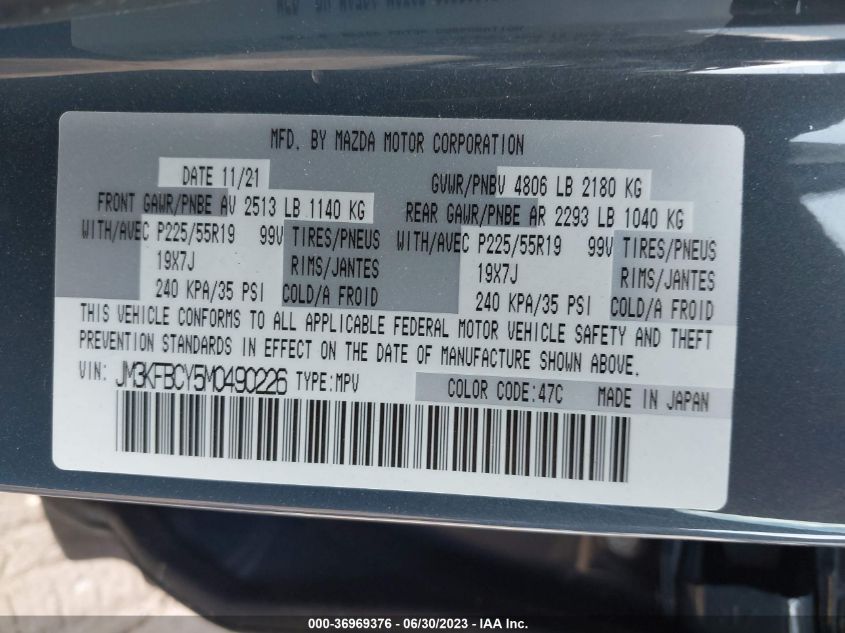 MFD. BY MAZDA MOTOR CORPORATION
DATE 11/21 GVWR/PNBV 4806 LB 2180 KG
FRONT GAWR/PNBE AV 2513 LB 1140 KG REAR GAWR/PNBE AR 2293 LB 1040 KG
WITH/AVEC P225/55R19 99V TIRES/PNEUS WITH/AVEC P225/55R19 99V TIRES/PNEUS
19X7J RIMS/JANTES 19X7J RIMS/JANTES
240 KPA/35 PSI COLD/A FROID 240 KPA/35 PSI COLD/A FROID
THIS VEHICLE CONFORMS TO ALL APPLICABLE FEDERAL MOTOR VEHICLE SAFETY AND THEFT
PREVENTION STANDARDS IN EFFECT ON THE DATE OF MANUFACTURE SHOWN ABOVE.
VIN: JM3KFBCY5M0490226 TYPE:MPV COLOR CODE:47C MADE IN JAPAN
000-36969376 - 06/30/2023 - IAA Inc.